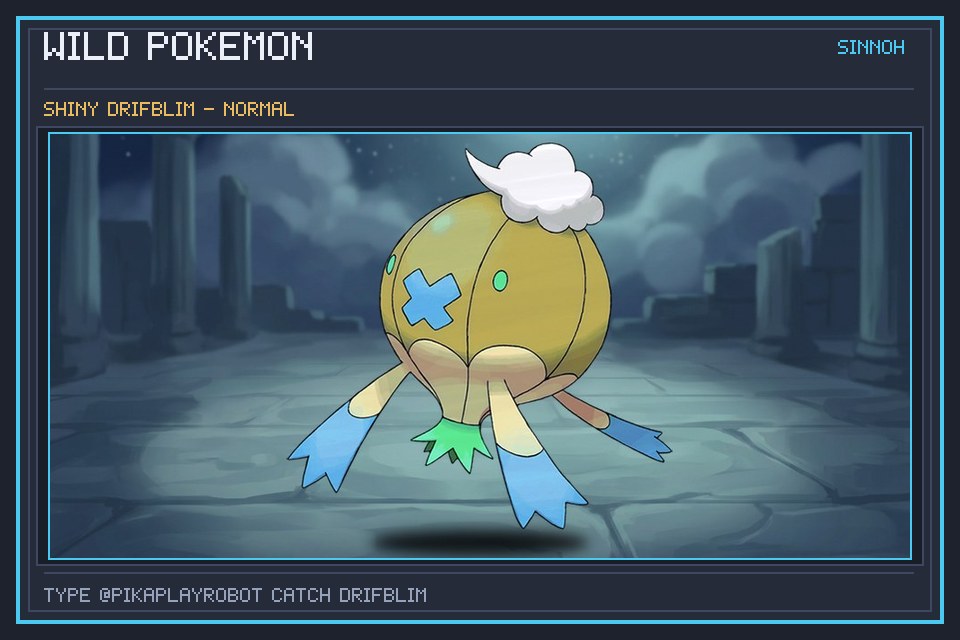 WILD POKEMON
SINNOH
SHINY DRIFBLIM - NORMAL
TYPE @PIKAPLAYROBOT CATCH DRIFBLIM